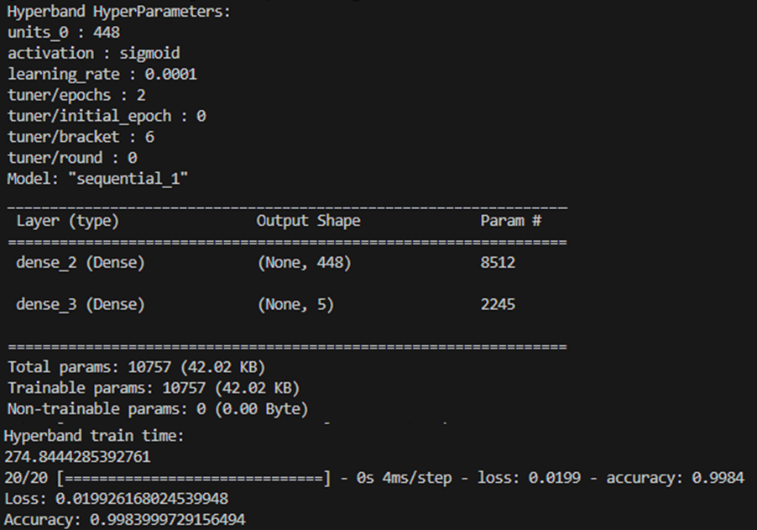 Hyperband HyperParameters:
units_0 : 448
activation : sigmoid
learning_rate : 0.0001
tuner/epochs : 2
tuner/initial_epoch : 0
tuner/bracket : 6
tuner/round : 0
Model: "sequential_1"
_________________________________________________________________
Layer (type) Output Shape Param #
=================================================================
dense_2 (Dense) (None, 448) 8512
dense_3 (Dense) (None, 5) 2245
=================================================================
Total params: 10757 (42.02 KB)
Trainable params: 10757 (42.02 KB)
Non-trainable params: 0 (0.00 Byte)
Hyperband train time:
274.8444285392761
20/20 [==============================] - 0s 4ms/step - loss: 0.0199 - accuracy: 0.9984
Loss: 0.019926168024539948
Accuracy: 0.9983999729156494